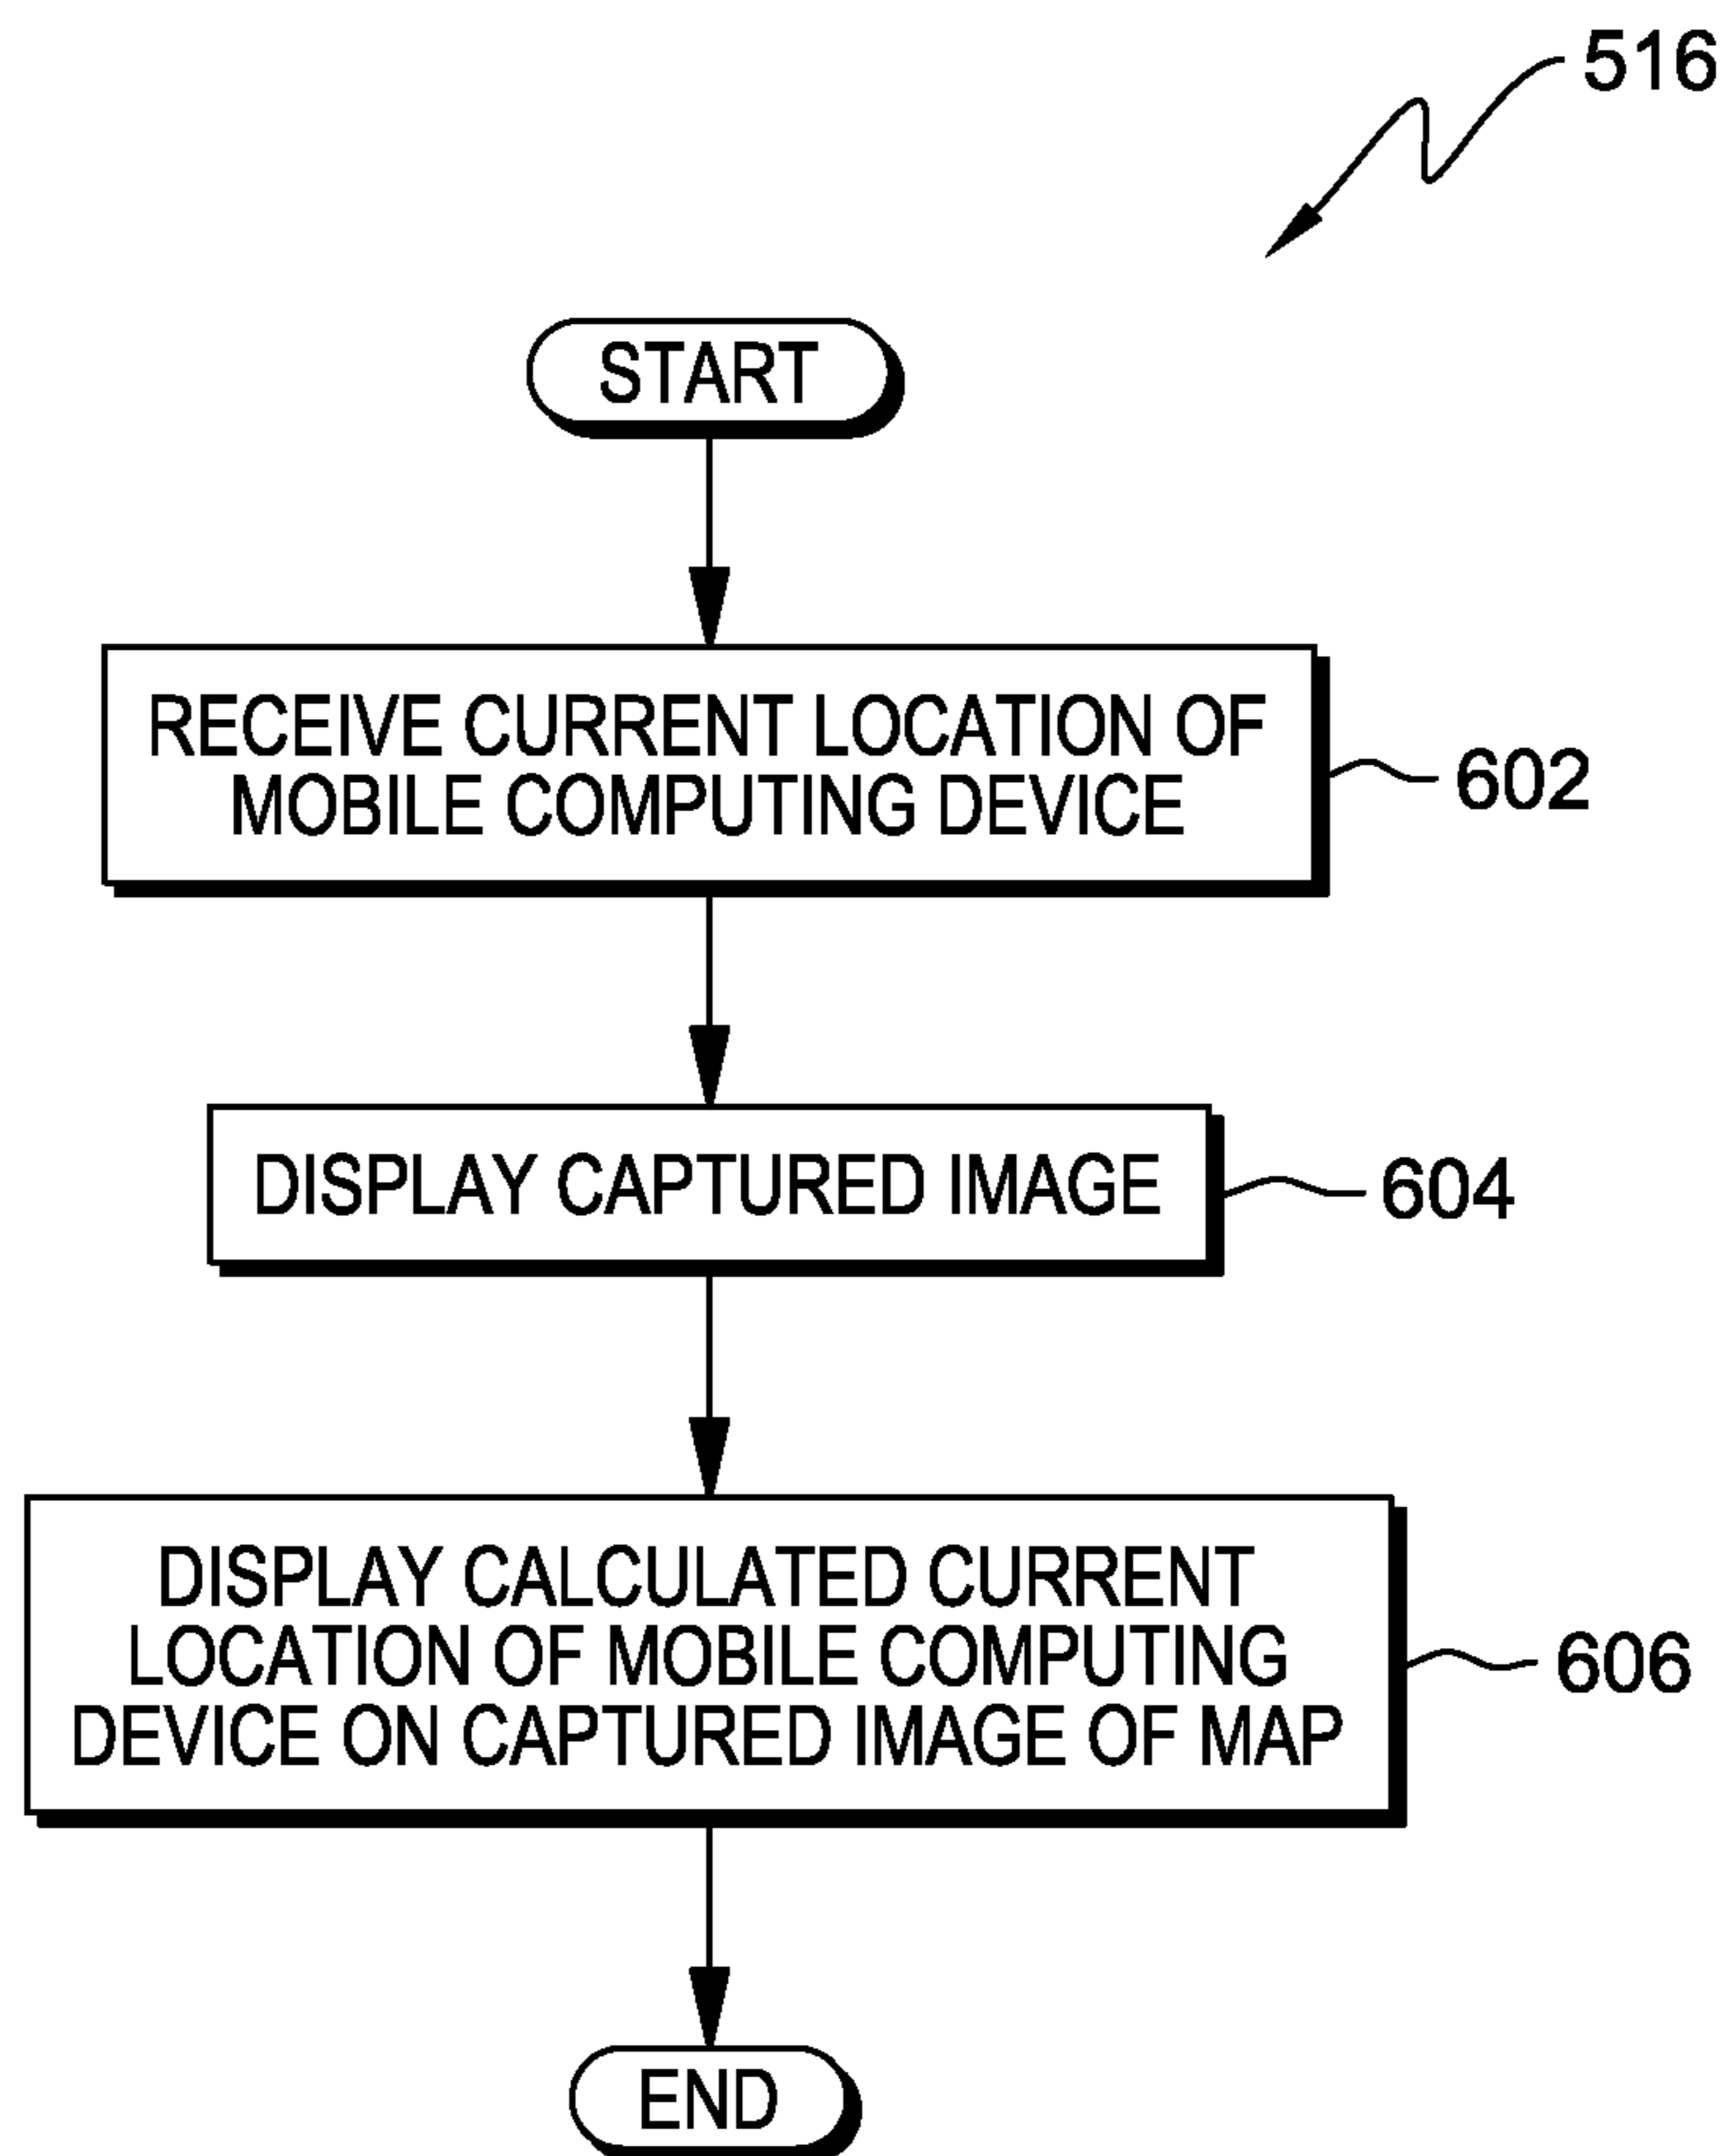 516
START
RECEIVE CURRENT LOCATION OF
MOBILE COMPUTING DEVICE
602
DISPLAY CAPTURED IMAGE
604
DISPLAY CALCULATED CURRENT
LOCATION OF MOBILE COMPUTING
DEVICE ON CAPTURED IMAGE OF MAP
606
END